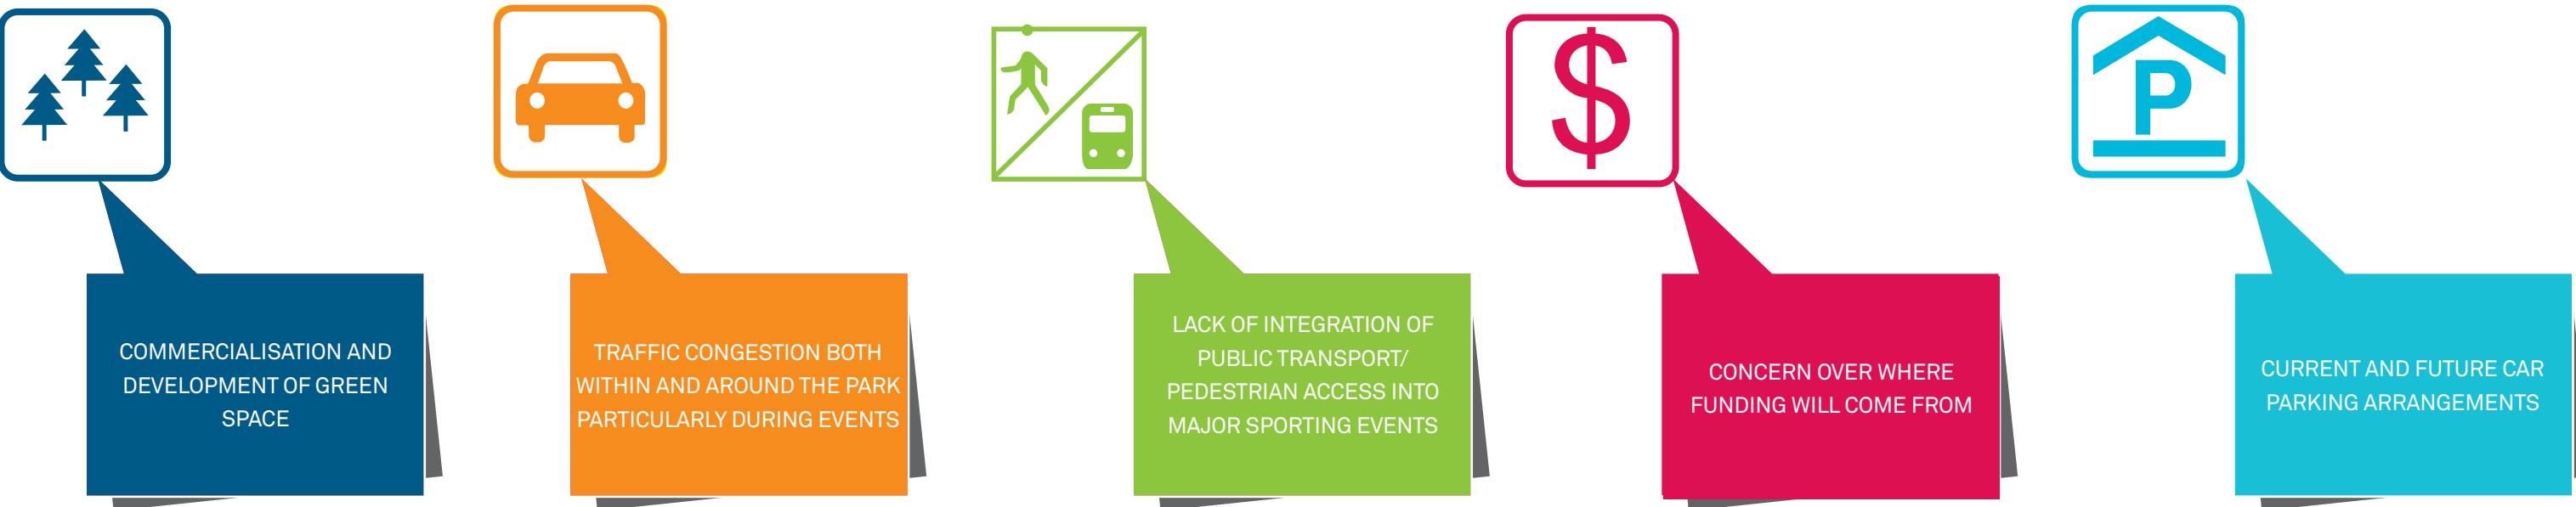 $
P
COMMERCIALISATION AND
DEVELOPMENT OF GREEN
SPACE
TRAFFIC CONGESTION BOTH
WITHIN AND AROUND THE PARK
PARTICULARLY DURING EVENTS
LACK OF INTEGRATION OF
PUBLIC TRANSPORT/
PEDESTRIAN ACCESS INTO
MAJOR SPORTING EVENTS
CONCERN OVER WHERE
FUNDING WILL COME FROM
CURRENT AND FUTURE CAR
PARKING ARRANGEMENTS